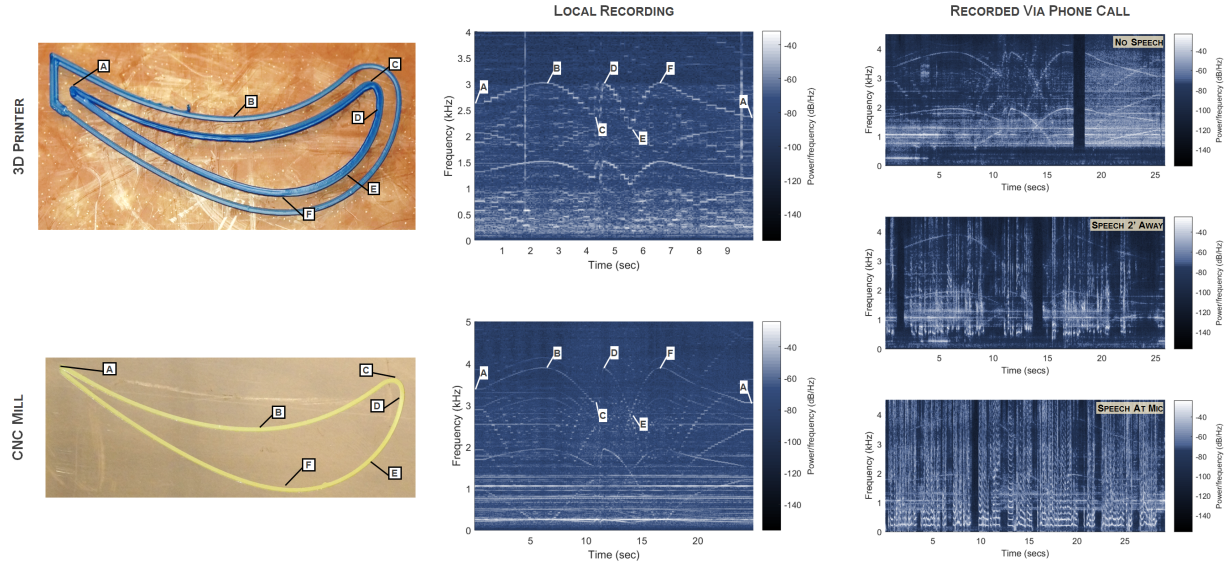 LOCAL RECORDING
RECORDED VIA PHONE CALL
3D PRINTER
A
B
C
D
E
F
Frequency (kHz)
4
3.5
3
2.5
2
1.5
1
0.5
0
A
B
C
D
E
F
A
1 2 3 4 5 6 7 8 9
Time (sec)
-40
-60
-80
-100
-120
-140
Power/frequency (dB/Hz)
NO SPEECH
Frequency (kHz)
4
3
2
1
0
5 10 15 20 25
Time (secs)
-40
-60
-80
-100
-120
-140
Power/frequency (dB/Hz)
SPEECH 2' AWAY
Frequency (kHz)
4
3
2
1
0
5 10 15 20 25
Time (secs)
-40
-60
-80
-100
-120
-140
Power/frequency (dB/Hz)
CNC MILL
A
B
C
D
E
F
Frequency (kHz)
5
4
3
2
1
0
A
B
C
D
E
F
A
5 10 15 20
Time (sec)
-40
-60
-80
-100
-120
-140
Power/frequency (dB/Hz)
SPEECH AT MIC
Frequency (kHz)
4
3
2
1
0
5 10 15 20 25
Time (secs)
-40
-60
-80
-100
-120
-140
Power/frequency (dB/Hz)